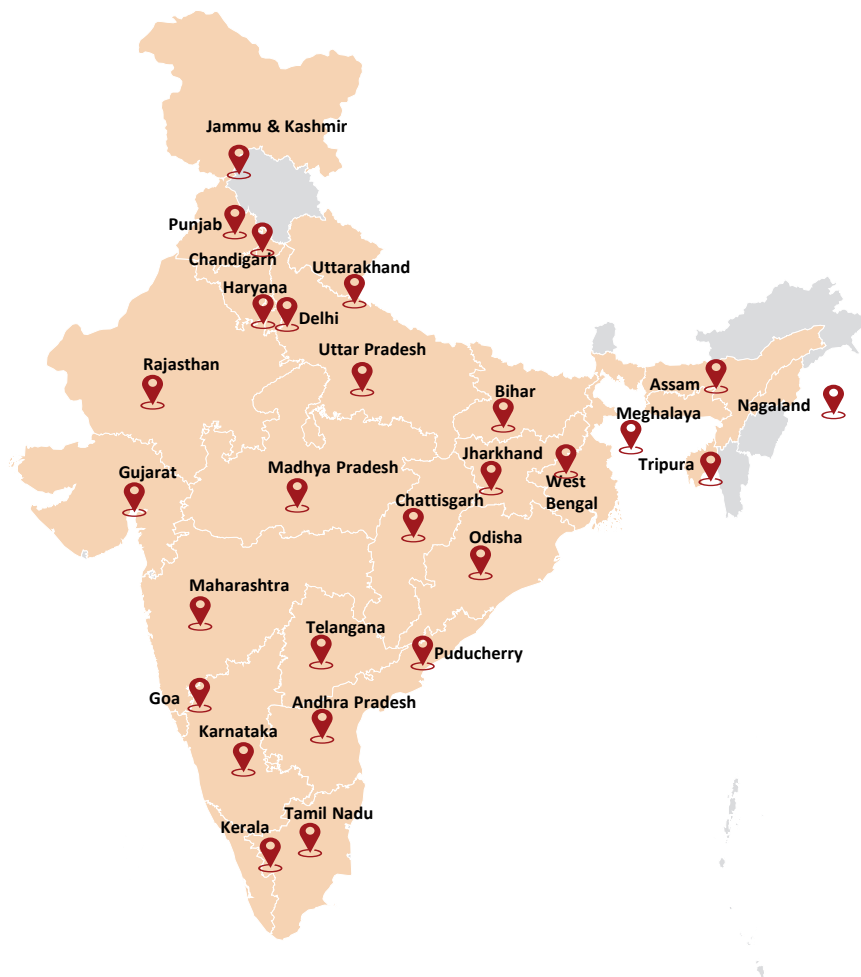 Jammu & Kashmir
Punjab
Chandigarh
Uttarakhand
Haryana
Delhi
Uttar Pradesh
Rajasthan
Bihar
Assam
Nagaland
Meghalaya
Jharkhand
Tripura
Gujarat
Madhya Pradesh
West
Bengal
Chattisgarh
Odisha
Maharashtra
Telangana
Puducherry
Goa
Andhra Pradesh
Karnataka
Tamil Nadu
Kerala